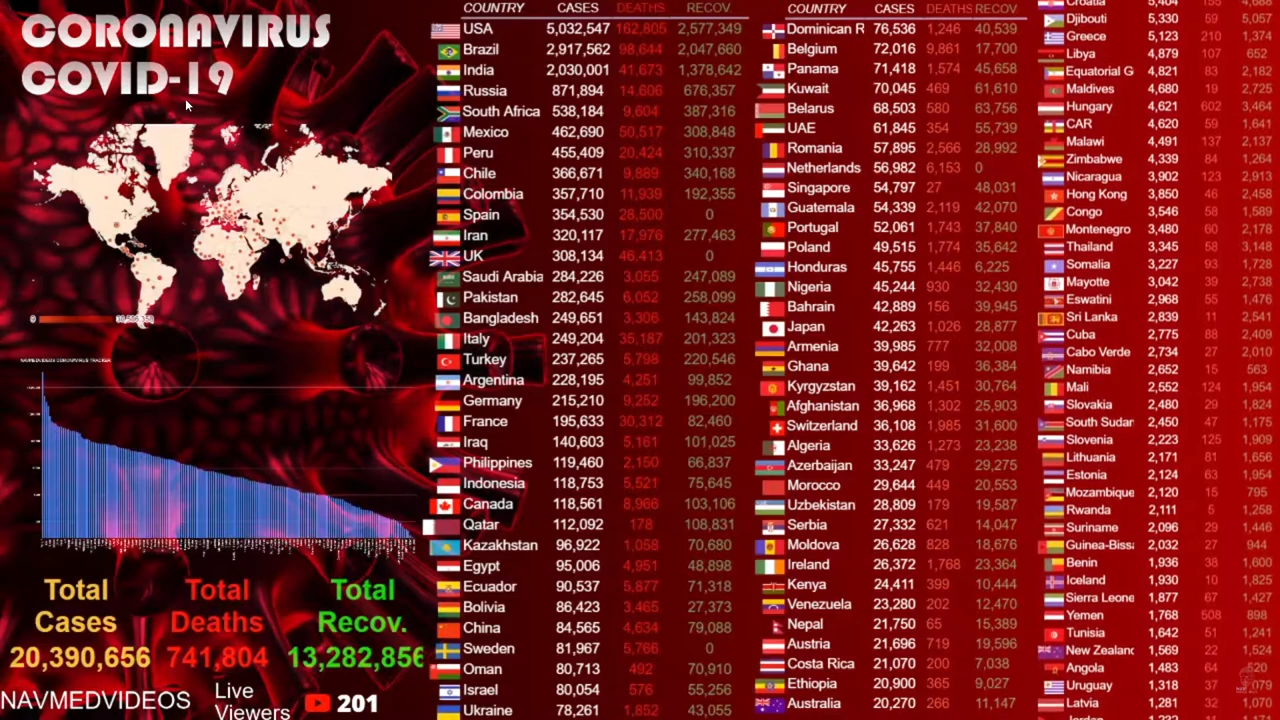 CORONAVIRUS
COVID-19
NAVMEDVIDEOS CORONAVIRUS TRACKER
Total Cases
20,390,656
Total Deaths
741,804
Total Recov.
13,282,856
NAVMEDVIDEOS
Live Viewers
201
COUNTRY CASES DEATHS RECOV.
USA 5,032,547 162,805 2,577,349
Brazil 2,917,562 98,644 2,047,660
India 2,030,001 41,673 1,378,642
Russia 871,894 14,606 676,357
South Africa 538,184 9,604 387,316
Mexico 462,690 50,517 308,848
Peru 455,409 20,424 310,337
Chile 366,671 9,889 340,168
Colombia 357,710 11,939 192,355
Spain 354,530 28,500 0
Iran 320,117 17,976 277,463
UK 308,134 46,413 0
Saudi Arabia 284,226 3,055 247,089
Pakistan 282,645 6,052 258,099
Bangladesh 249,651 3,306 143,824
Italy 249,204 35,187 201,323
Turkey 237,265 5,798 220,546
Argentina 228,195 4,251 99,852
Germany 215,210 9,252 196,200
France 195,633 30,312 82,460
Iraq 140,603 5,161 101,025
Philippines 119,460 2,150 66,837
Indonesia 118,753 5,521 75,645
Canada 118,561 8,966 103,106
Qatar 112,092 178 108,831
Kazakhstan 96,922 1,058 70,680
Egypt 95,006 4,951 48,898
Ecuador 90,537 5,877 71,318
Bolivia 86,423 3,465 27,373
China 84,565 4,634 79,088
Sweden 81,967 5,766 0
Oman 80,713 492 70,910
Israel 80,054 576 55,256
Ukraine 78,261 1,852 43,055
COUNTRY CASES DEATHS RECOV.
Dominican R 76,536 1,246 40,539
Belgium 72,016 9,861 17,700
Panama 71,418 1,574 45,658
Kuwait 70,045 469 61,610
Belarus 68,503 580 63,756
UAE 61,845 354 55,739
Romania 57,895 2,566 28,992
Netherlands 56,982 6,153 0
Singapore 54,797 27 48,031
Guatemala 54,339 2,119 42,070
Portugal 52,061 1,743 37,840
Poland 49,515 1,774 35,642
Honduras 45,755 1,446 6,225
Nigeria 45,244 930 32,430
Bahrain 42,889 156 39,945
Japan 42,263 1,026 28,877
Armenia 39,985 777 32,008
Ghana 39,642 199 36,384
Kyrgyzstan 39,162 1,451 30,764
Afghanistan 36,968 1,302 25,903
Switzerland 36,108 1,985 31,600
Algeria 33,626 1,273 23,238
Azerbaijan 33,247 479 29,275
Morocco 29,644 449 20,553
Uzbekistan 28,809 179 19,587
Serbia 27,332 621 14,047
Moldova 26,628 828 18,676
Ireland 26,372 1,768 23,364
Kenya 24,411 399 10,444
Venezuela 23,280 202 12,470
Nepal 21,750 65 15,389
Austria 21,696 719 19,596
Costa Rica 21,070 200 7,038
Ethiopia 20,900 365 9,027
Australia 20,270 266 11,147
Croatia 5,404 155 4,688
Djibouti 5,330 59 5,057
Greece 5,123 210 1,374
Libya 4,879 107 652
Equatorial G 4,821 83 2,182
Maldives 4,680 19 2,725
Hungary 4,621 602 3,464
CAR 4,620 59 1,641
Malawi 4,491 137 2,137
Zimbabwe 4,339 84 1,264
Nicaragua 3,902 123 2,913
Hong Kong 3,850 46 2,458
Congo 3,546 58 1,589
Montenegro 3,480 60 2,178
Thailand 3,345 58 3,148
Somalia 3,227 93 1,728
Mayotte 3,042 39 2,738
Eswatini 2,968 55 1,476
Sri Lanka 2,839 11 2,541
Cuba 2,775 88 2,409
Cabo Verde 2,734 27 2,010
Namibia 2,652 15 563
Mali 2,552 124 1,954
Slovakia 2,480 29 1,824
South Sudar 2,450 47 1,175
Slovenia 2,223 125 1,909
Lithuania 2,171 81 1,656
Estonia 2,124 63 1,954
Mozambique 2,120 15 795
Rwanda 2,111 5 1,258
Suriname 2,096 29 1,446
Guinea-Bissa 2,032 27 944
Benin 1,936 38 1,600
Iceland 1,930 10 1,825
Sierra Leone 1,877 67 1,427
Yemen 1,768 508 898
Tunisia 1,642 51 1,241
New Zealand 1,569 22 1,524
Angola 1,483 64 520
Uruguay 1,318 37 1,079
Latvia 1,281 32 1,070